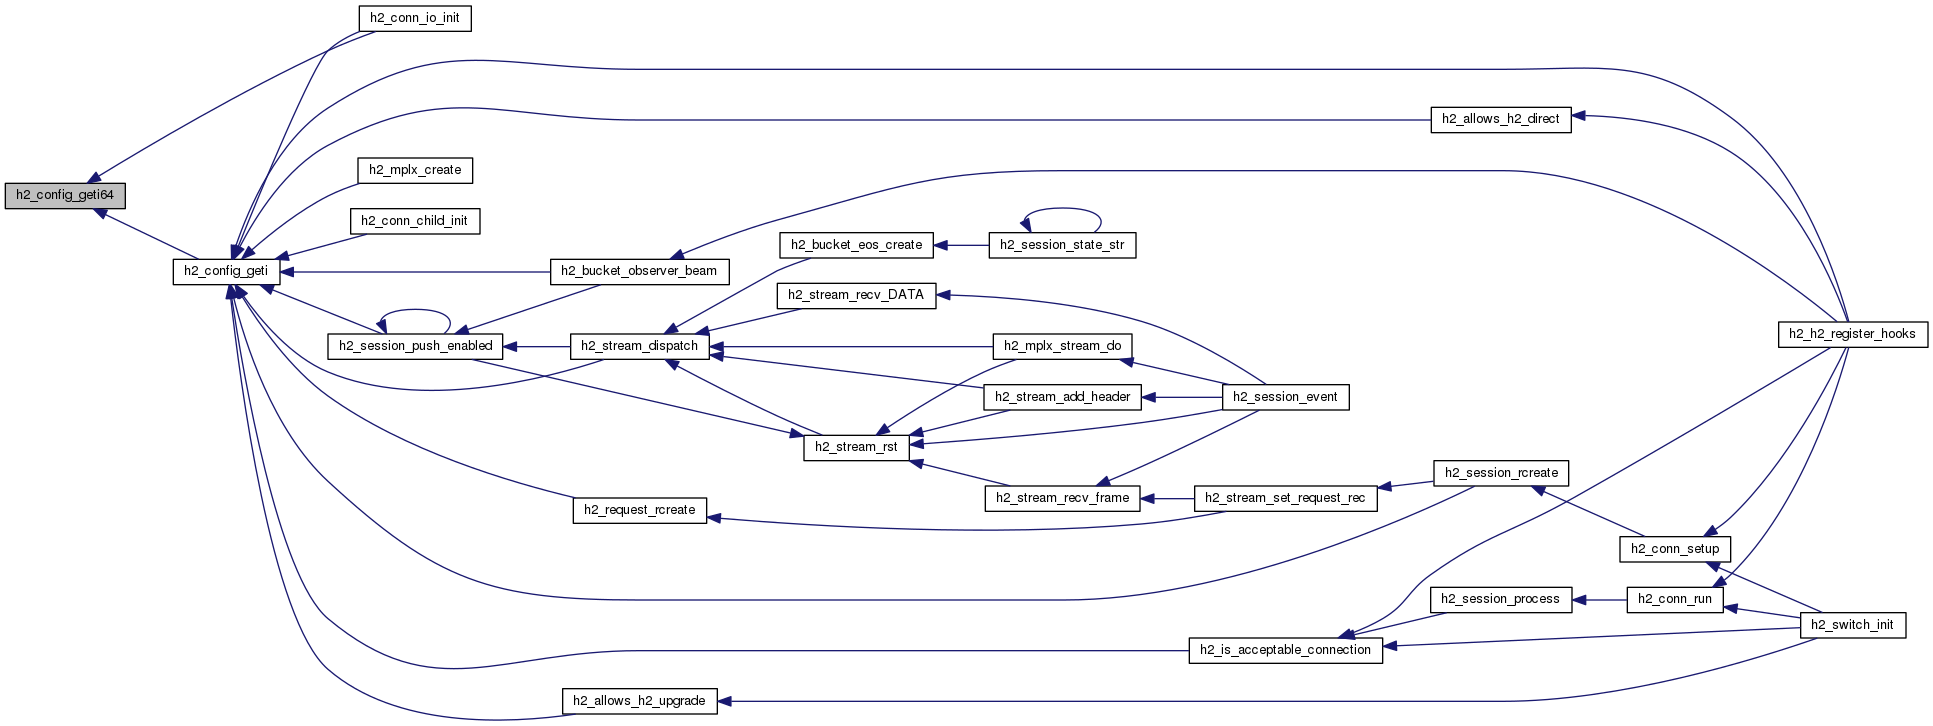 h2_conn_io_init
h2_allows_h2_direct
h2_mplx_create
h2_config_geti64
h2_conn_child_init
h2_bucket_eos_create
h2_session_state_str
h2_config_geti
h2_bucket_observer_beam
h2_stream_recv_DATA
h2_h2_register_hooks
h2_session_push_enabled
h2_stream_dispatch
h2_mplx_stream_do
h2_stream_add_header
h2_session_event
h2_stream_rst
h2_session_rcreate
h2_stream_recv_frame
h2_stream_set_request_rec
h2_request_rcreate
h2_conn_setup
h2_session_process
h2_conn_run
h2_switch_init
h2_is_acceptable_connection
h2_allows_h2_upgrade